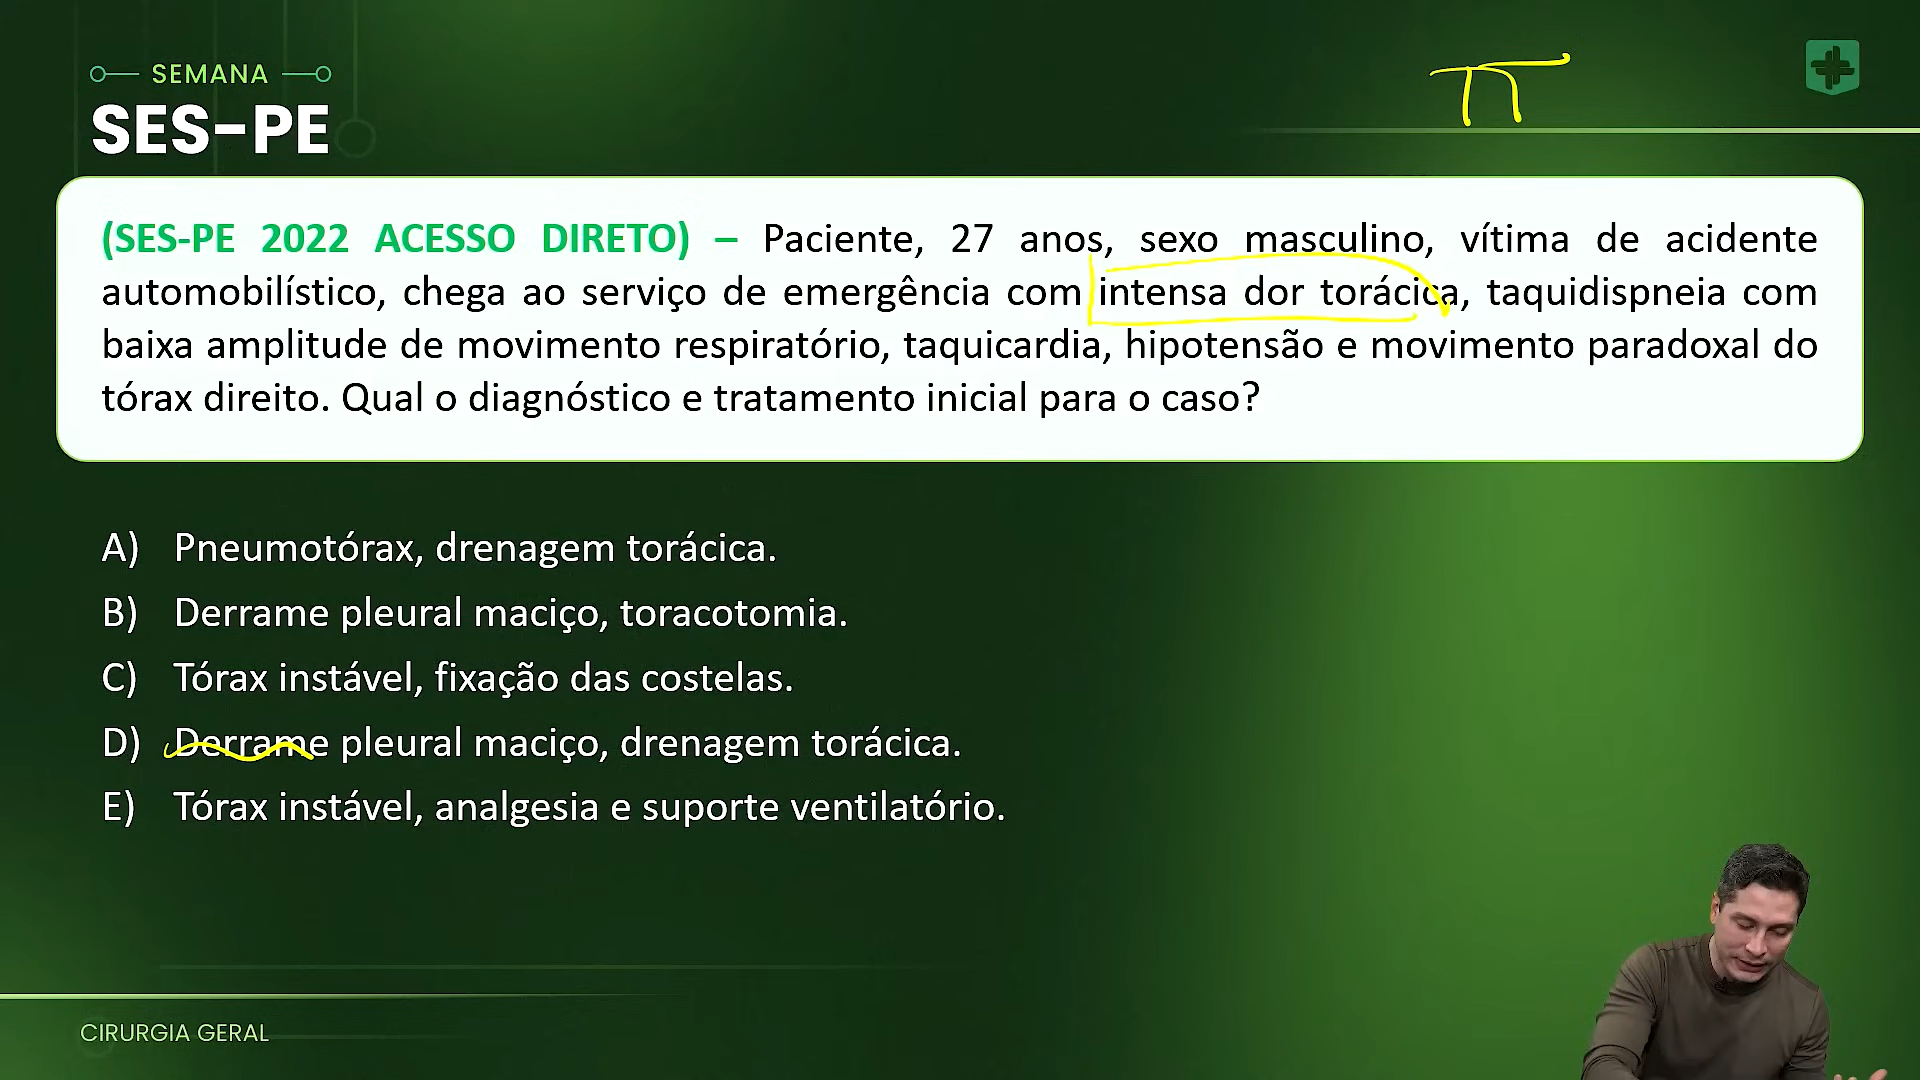 SEMANA
SES-PE
(SES-PE 2022 ACESSO DIRETO) – Paciente, 27 anos, sexo masculino, vítima de acidente
automobilístico, chega ao serviço de emergência com intensa dor torácica, taquidispneia com
baixa amplitude de movimento respiratório, taquicardia, hipotensão e movimento paradoxal do
tórax direito. Qual o diagnóstico e tratamento inicial para o caso?
A) Pneumotórax, drenagem torácica.
B) Derrame pleural maciço, toracotomia.
C) Tórax instável, fixação das costelas.
D) Derrame pleural maciço, drenagem torácica.
E) Tórax instável, analgesia e suporte ventilatório.
CIRURGIA GERAL